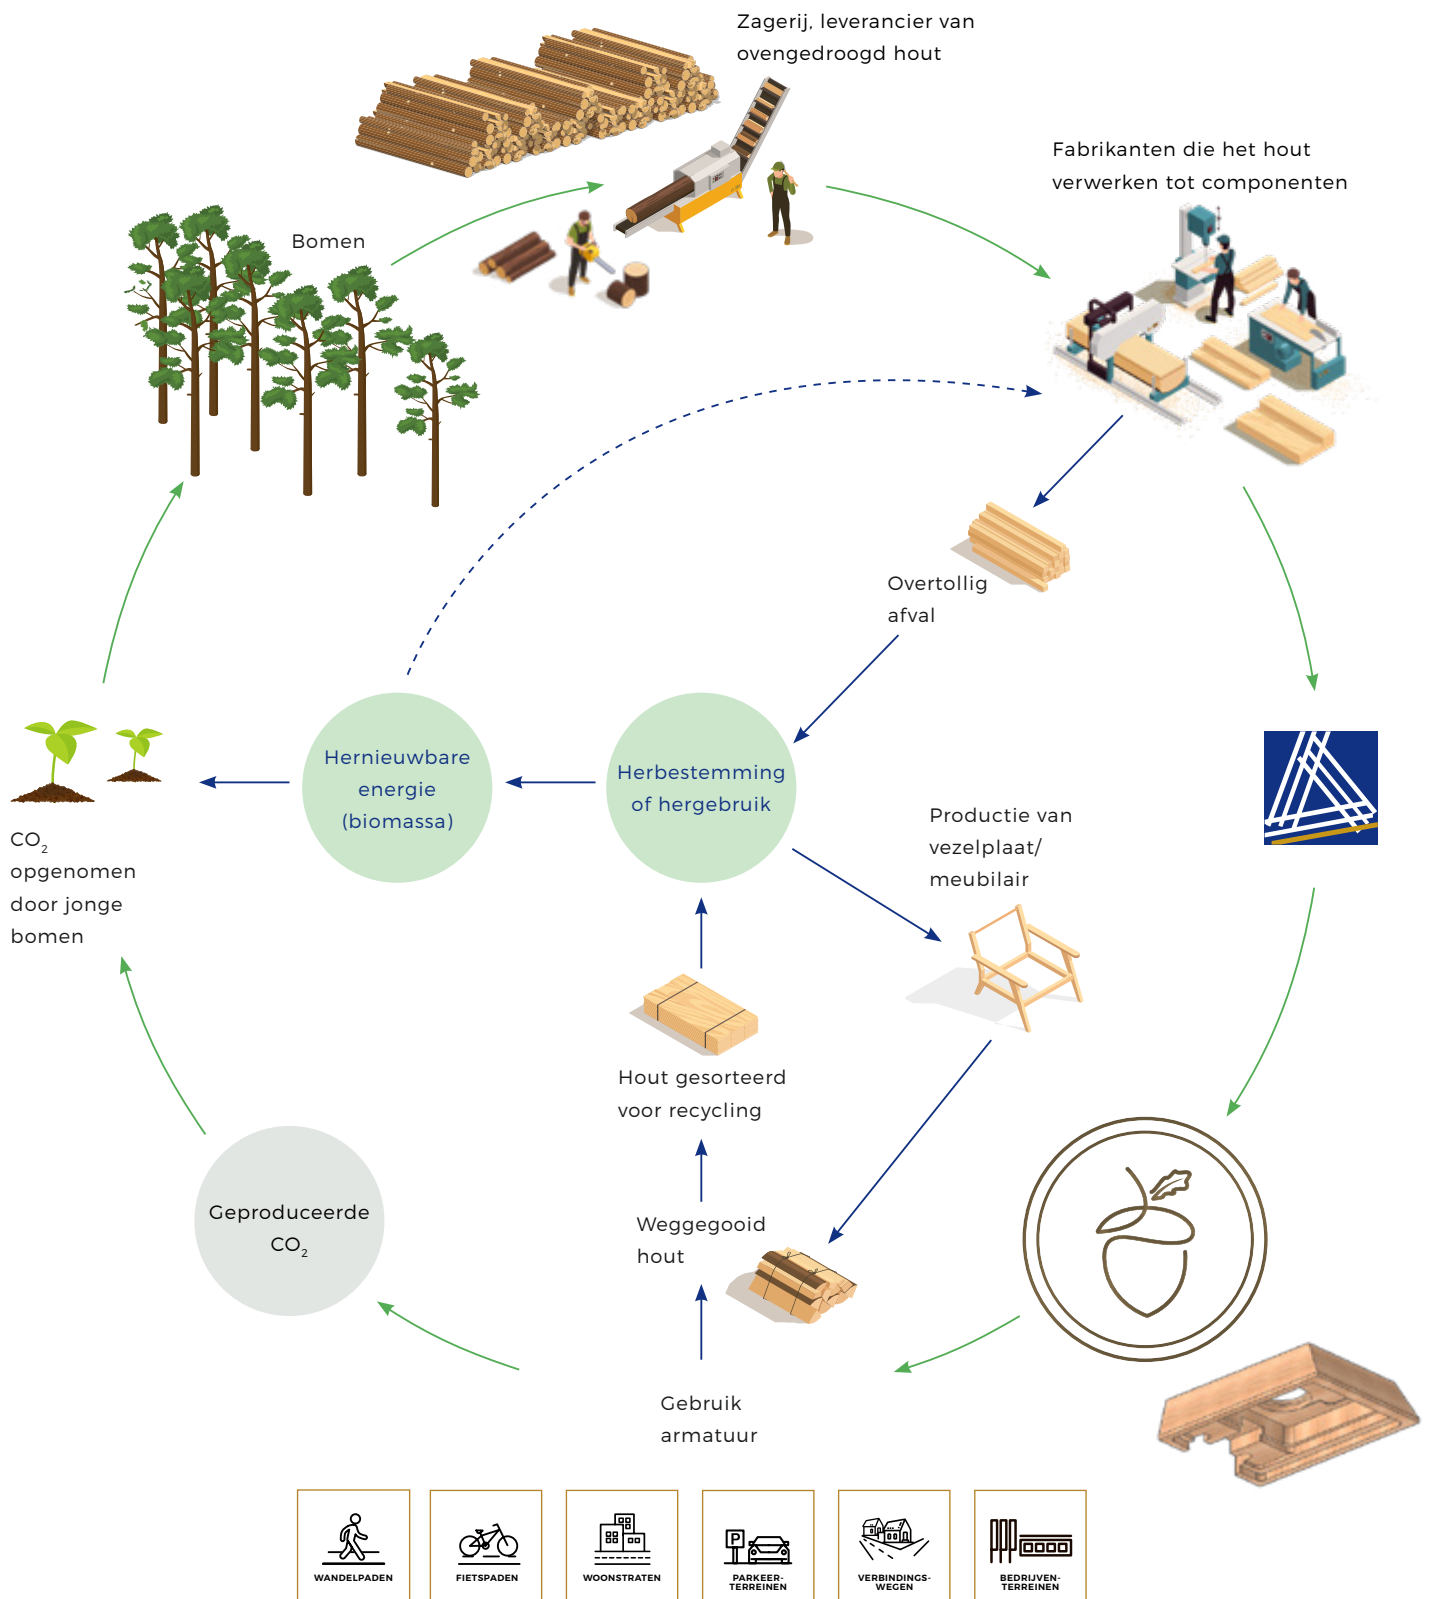 Zagerij, leverancier van
ovengedroogd hout
Fabrikanten die het hout
verwerken tot componenten
Bomen
Overtollig
afval
Hernieuwbare
energie
(biomassa)
Herbestemming
of hergebruik
Productie van
vezelplaat/
meubilair
CO₂
opgenomen
door jonge
bomen
Hout gesorteerd
voor recycling
Geproduceerde
CO₂
Weggegooid
hout
Gebruik
armatuur
WANDELPADEN
FIETSPADEN
WOONSTRATEN
P
PARKEER-
TERREINEN
VERBINDINGS-
WEGEN
BEDRIJVEN-
TERREINEN